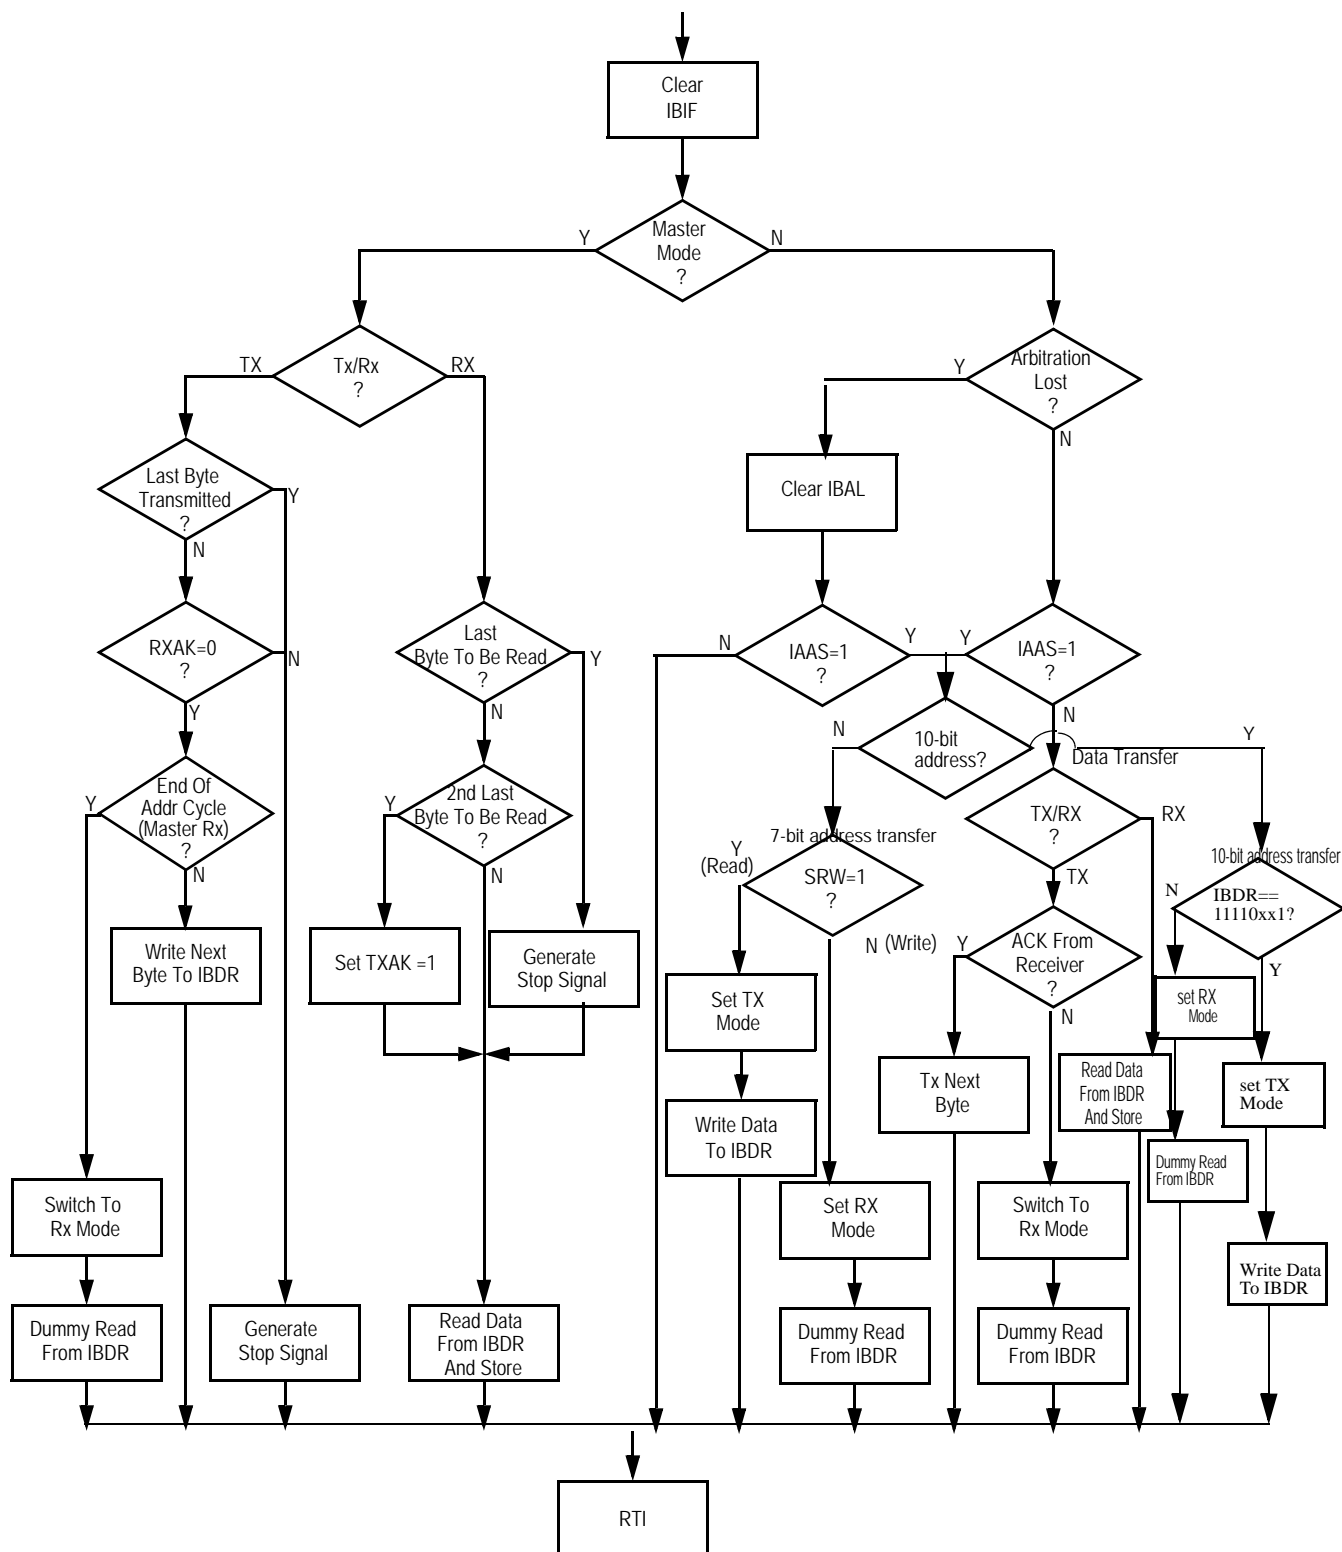 Clear
IBIF
Master
Mode
?
Y
N
Tx/Rx
?
TX
RX
Arbitration
Lost
?
Y
N
Last Byte
Transmitted
?
Y
N
Clear IBAL
RXAK=0
?
N
Y
Last
Byte To Be Read
?
Y
N
IAAS=1
?
N
Y
IAAS=1
?
Y
N
10-bit
address?
N
Y
Data Transfer
End Of
Addr Cycle
(Master Rx)
?
Y
N
2nd Last
Byte To Be Read
?
Y
N
7-bit address transfer
SRW=1
?
Y
(Read)
N (Write)
TX/RX
?
RX
TX
10-bit address transfer
IBDR==
11110xx1?
N
Y
Write Next
Byte To IBDR
Set TXAK =1
Generate
Stop Signal
Set TX
Mode
ACK From
Receiver
?
Y
N
set RX
Mode
Write Data
To IBDR
Tx Next
Byte
Read Data
From IBDR
And Store
set TX
Mode
Dummy Read
From IBDR
Switch To
Rx Mode
Set RX
Mode
Switch To
Rx Mode
Write Data
To IBDR
Dummy Read
From IBDR
Generate
Stop Signal
Read Data
From IBDR
And Store
Dummy Read
From IBDR
Dummy Read
From IBDR
RTI